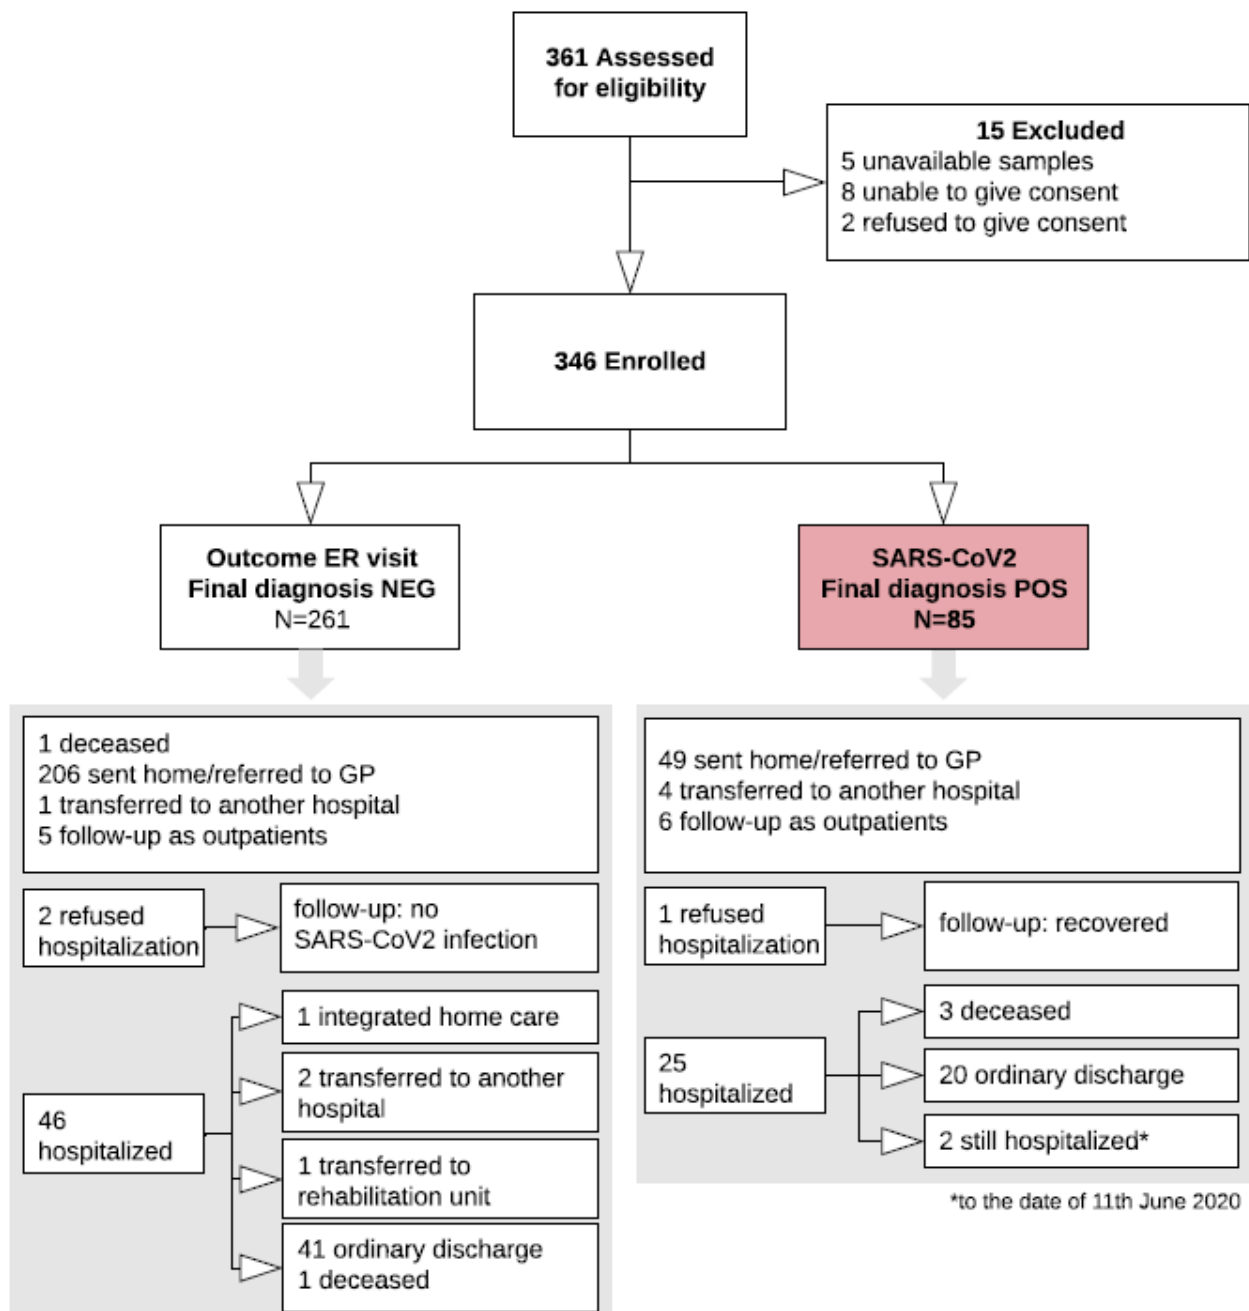 361 Assessed
for eligibility
15 Excluded
5 unavailable samples
8 unable to give consent
2 refused to give consent
346 Enrolled
Outcome ER visit
Final diagnosis NEG
N=261
SARS-CoV2
Final diagnosis POS
N=85
1 deceased
206 sent home/referred to GP
1 transferred to another hospital
5 follow-up as outpatients
2 refused
hospitalization
follow-up: no
SARS-CoV2 infection
46
hospitalized
1 integrated home care
2 transferred to another
hospital
1 transferred to
rehabilitation unit
41 ordinary discharge
1 deceased
49 sent home/referred to GP
4 transferred to another hospital
6 follow-up as outpatients
1 refused
hospitalization
follow-up: recovered
25
hospitalized
3 deceased
20 ordinary discharge
2 still hospitalized*
*to the date of 11th June 2020